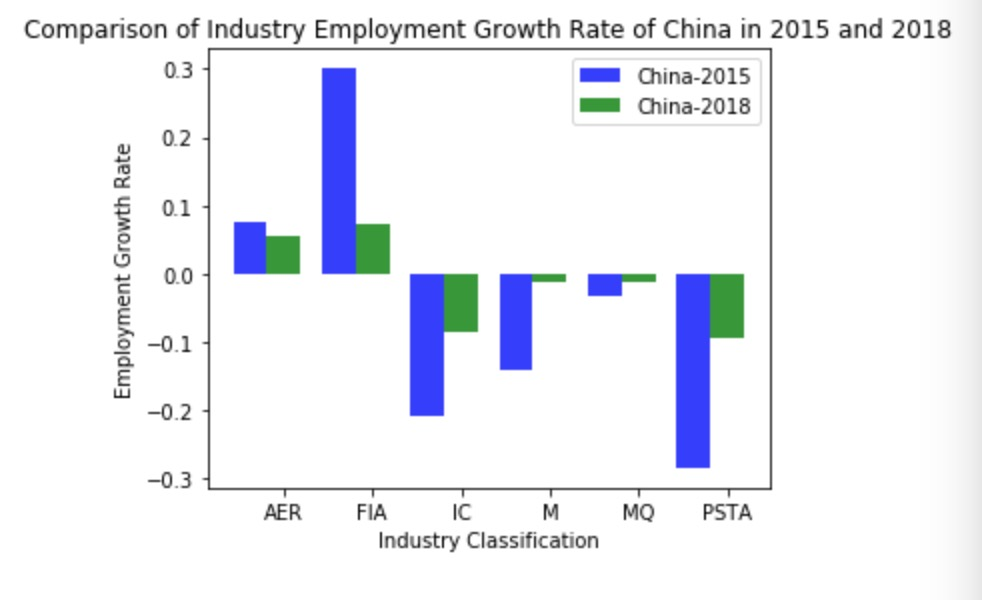 Comparison of Industry Employment Growth Rate of China in 2015 and 2018
China-2015
China-2018
Employment Growth Rate
0.3
0.2
0.1
0.0
−0.1
−0.2
−0.3
AER FIA IC M MQ PSTA
Industry Classification